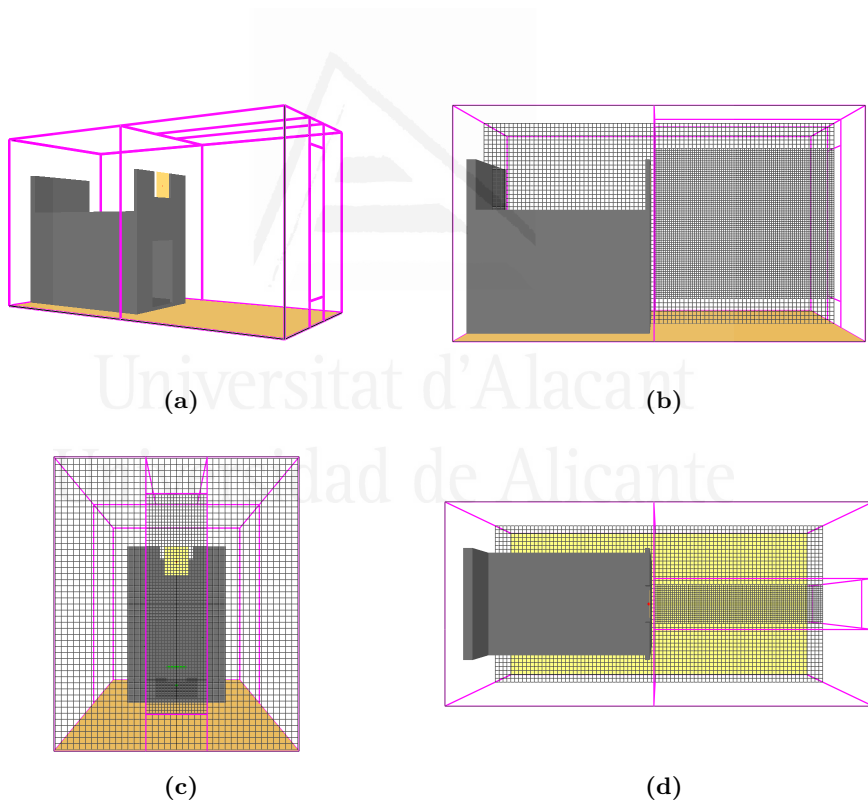 (a)
(b)
Universitat d'Alacant
Universidad de Alicante
(c)
(d)